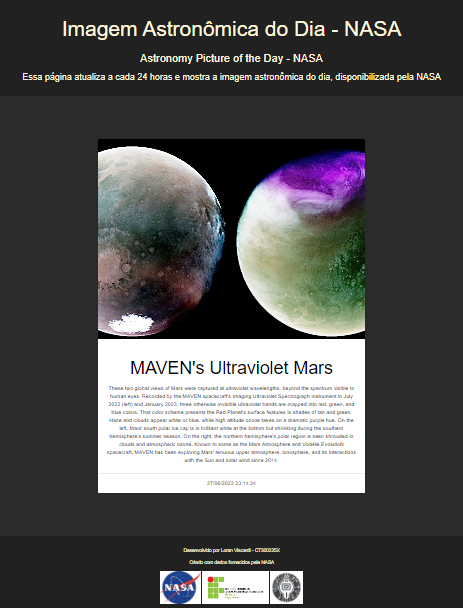 Imagem Astronômica do Dia - NASA
Astronomy Picture of the Day - NASA
Essa página atualiza a cada 24 horas e mostra a imagem astronômica do dia, disponibilizada pela NASA
MAVEN's Ultraviolet Mars
These two global views of Mars were captured at ultraviolet wavelengths, beyond the spectrum visible to
human eyes. Recorded by the MAVEN spacecraft's Imaging Ultraviolet Spectrograph instrument in July
2022 (left) and January 2023, three otherwise invisible ultraviolet bands are mapped into red, green, and
blue colors. That color scheme presents the Red Planet's surface features in shades of tan and green.
Haze and clouds appear white or blue, while high altitude ozone takes on a dramatic purple hue. On the
left, Mars' south polar ice cap is in brilliant white at the bottom but shrinking during the southern
hemisphere's summer season. On the right, the northern hemisphere's polar region is seen shrouded in
clouds and atmospheric ozone. Known to some as the Mars Atmosphere and Volatile EvolutioN
spacecraft, MAVEN has been exploring Mars' tenuous upper atmosphere, ionosphere, and its interactions
with the Sun and solar wind since 2014.
27/08/2023 23:14:34
Desenvolvido por Loran Viscardi - CT300225X
Criado com dados fornecidos pela NASA
NASA